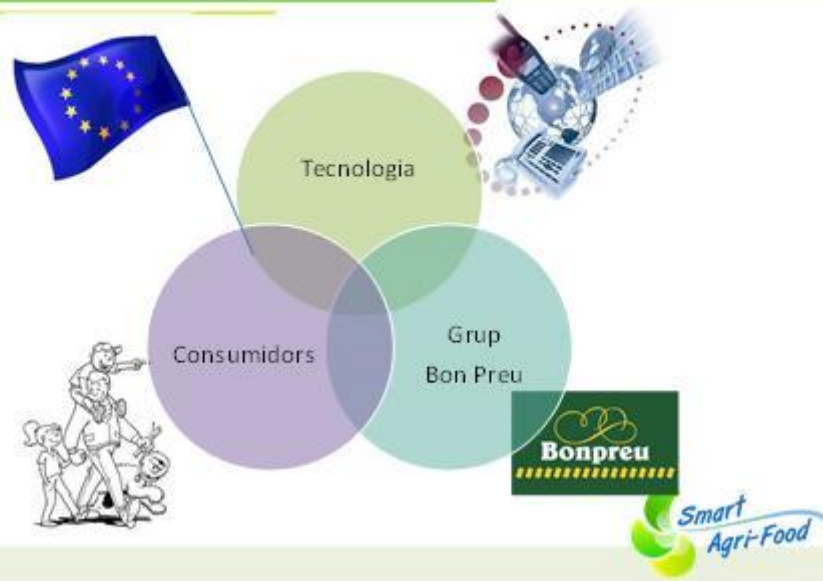 Tecnologia
Consumidors
Grup
Bon Preu
Bonpreu
Smart
Agri-Food